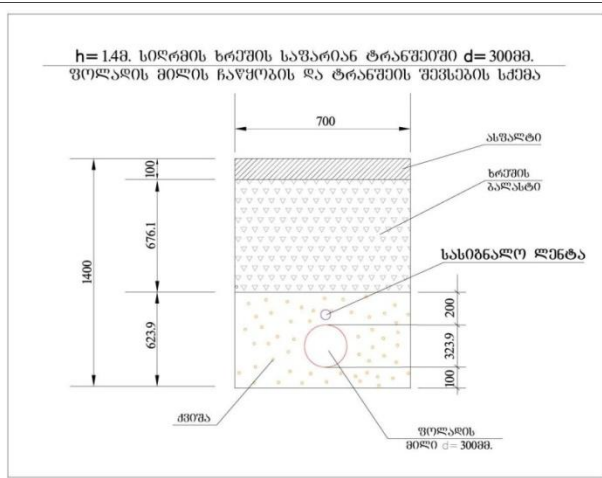 h= 1.4მ. სიღრმის ხრეშის საფარიან ტრანშეიში d= 300მმ.
ფოლადის მილის ჩაწყობის და ტრანშეის შევსების სქემა
700
ასფალტი
100
ხრეშის
ბალასტი
676.1
1400
სასიგნალო ლენტა
200
623.9
323.9
100
ქვიშა
ფოლადის
მილი d= 300მმ.